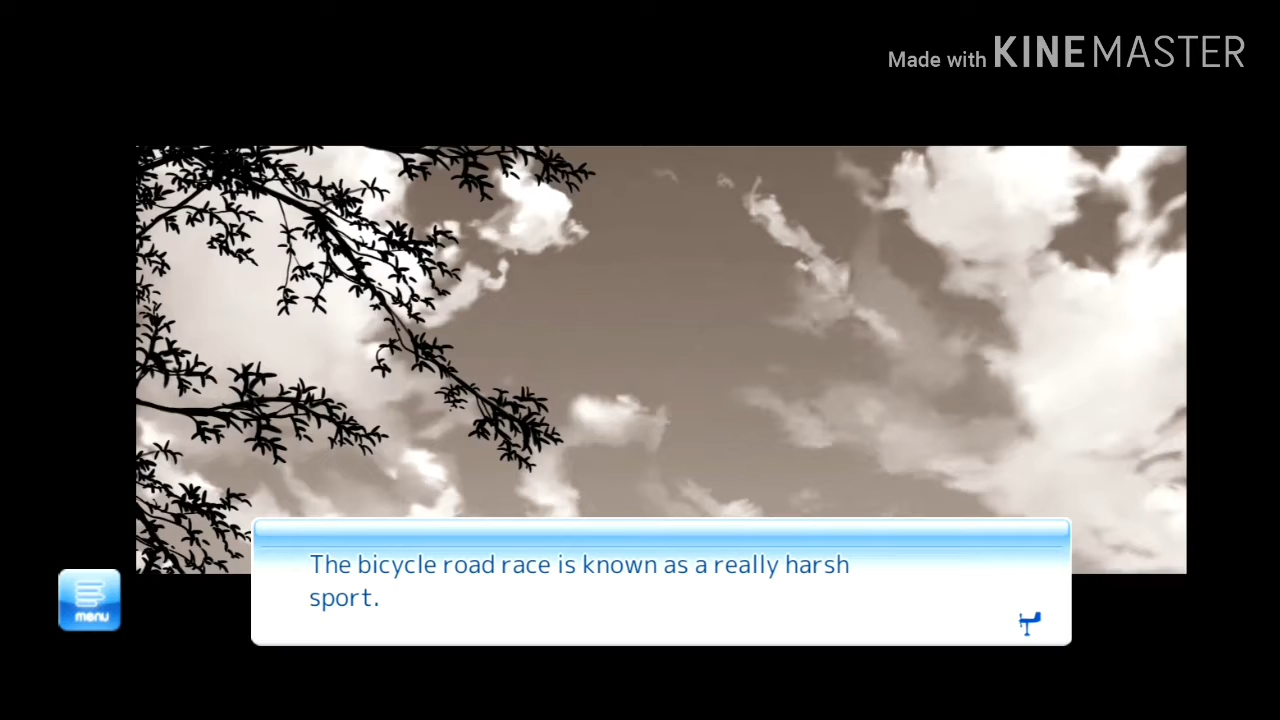 Made with KINEMASTER
The bicycle road race is known as a really harsh
sport.
menu